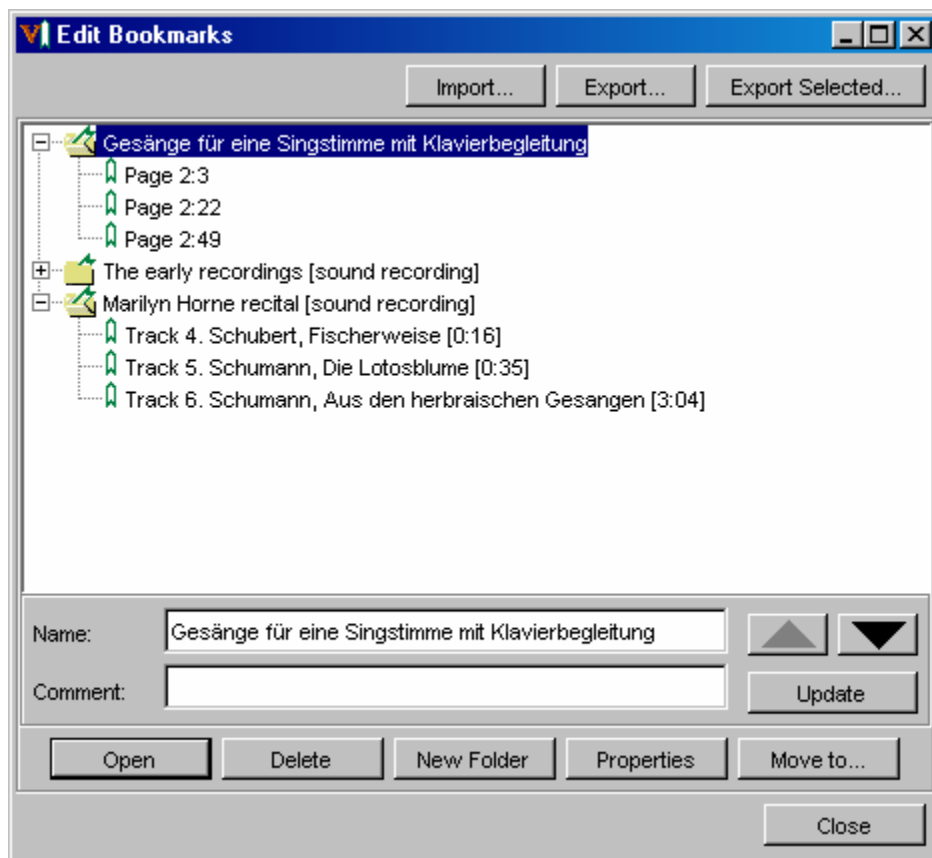 Edit Bookmarks
Import... Export... Export Selected...
Gesänge für eine Singstimme mit Klavierbegleitung
Page 2:3
Page 2:22
Page 2:49
The early recordings [sound recording]
Marilyn Horne recital [sound recording]
Track 4. Schubert, Fischerweise [0:16]
Track 5. Schumann, Die Lotosblume [0:35]
Track 6. Schumann, Aus den herbraischen Gesangen [3:04]
Name: Gesänge für eine Singstimme mit Klavierbegleitung
Comment: Update
Open Delete New Folder Properties Move to...
Close